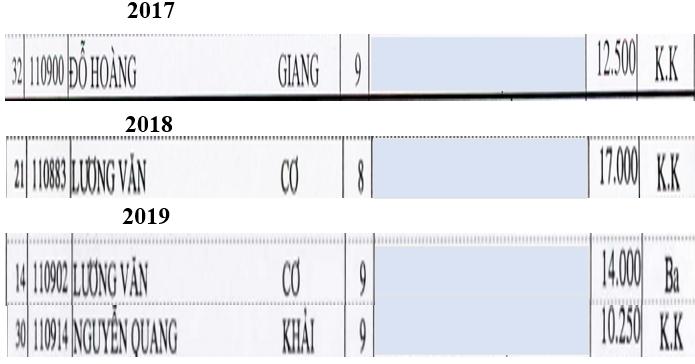 2017
32 110900 ĐỖ HOÀNG GIANG 9 12.500 K.K
2018
21 110883 LƯƠNG VĂN CƠ 8 17.000 K.K
2019
14 110902 LƯƠNG VĂN CƠ 9 14.000 Ba
30 110914 NGUYỄN QUANG KHẢI 9 10.250 K.K